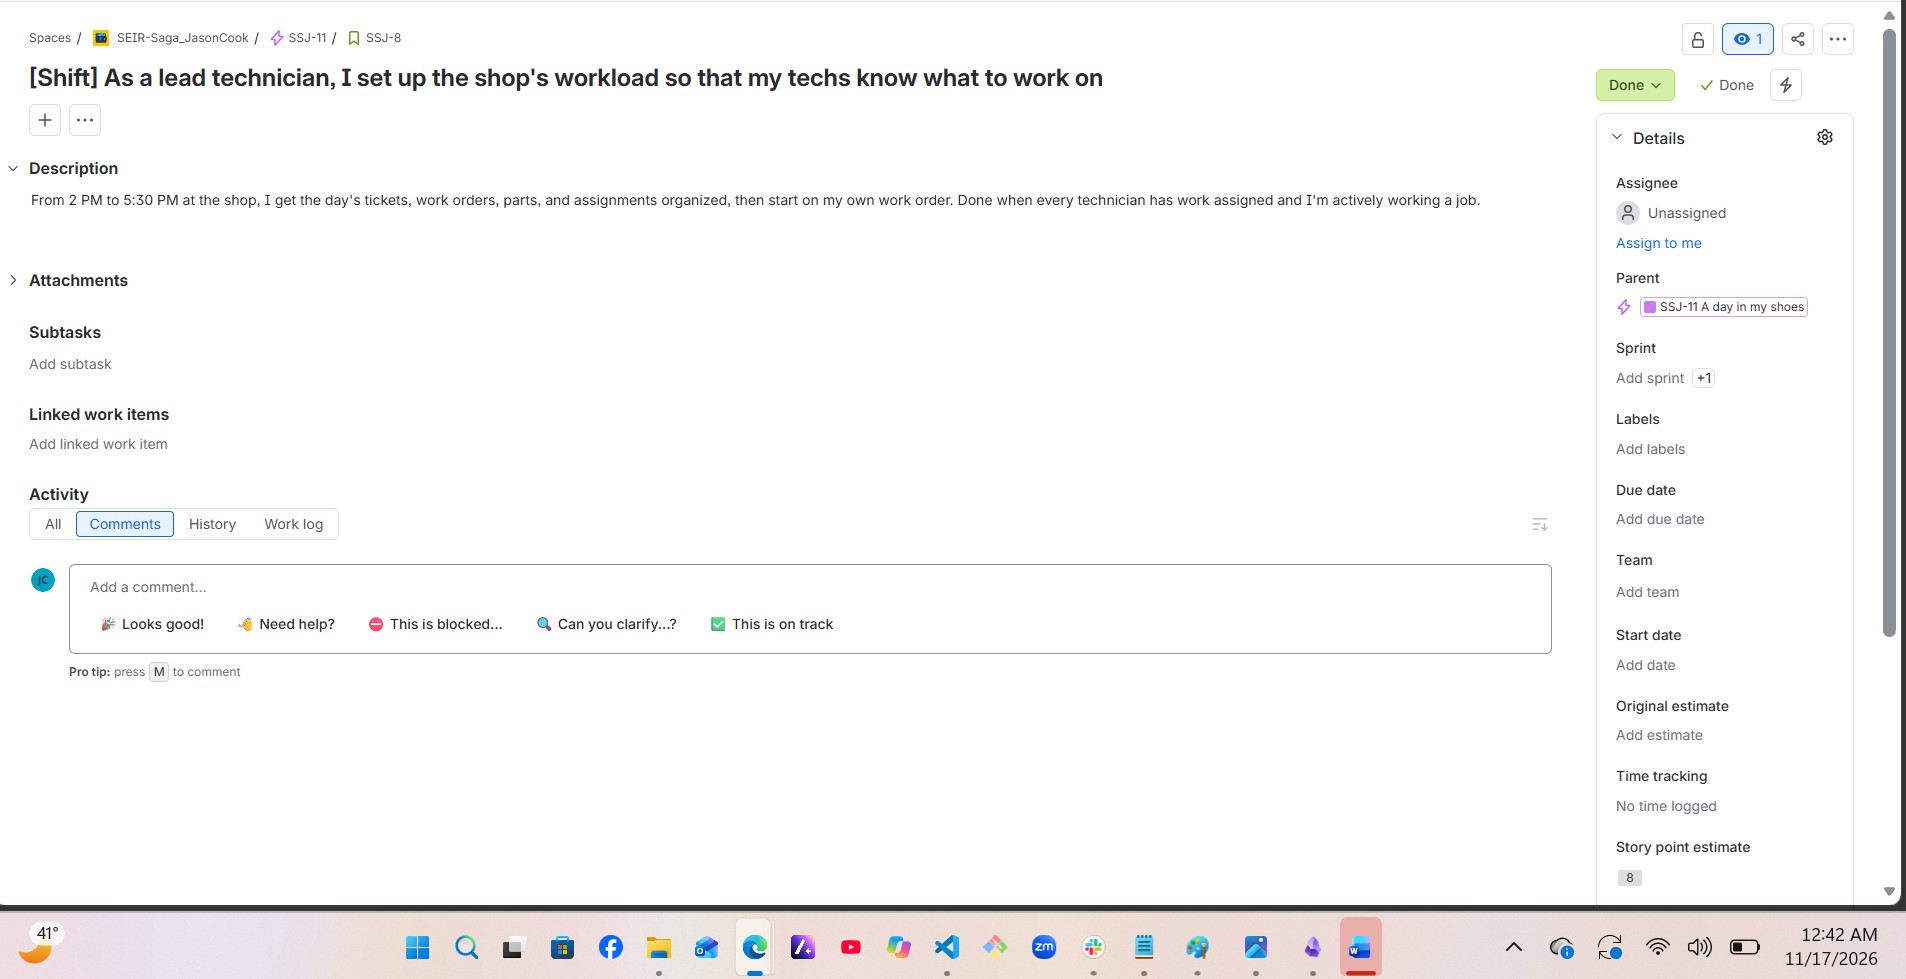 Spaces / SEIR-Saga_JasonCook / SSJ-11 / SSJ-8
1
[Shift] As a lead technician, I set up the shop's workload so that my techs know what to work on
Done
Done
Description
From 2 PM to 5:30 PM at the shop, I get the day's tickets, work orders, parts, and assignments organized, then start on my own work order. Done when every technician has work assigned and I'm actively working a job.
Attachments
Subtasks
Add subtask
Linked work items
Add linked work item
Activity
All Comments History Work log
JC
Add a comment...
Looks good! Need help? This is blocked... Can you clarify...? This is on track
Pro tip: press M to comment
Details
Assignee
Unassigned
Assign to me
Parent
SSJ-11 A day in my shoes
Sprint
Add sprint +1
Labels
Add labels
Due date
Add due date
Team
Add team
Start date
Add date
Original estimate
Add estimate
Time tracking
No time logged
Story point estimate
8
41°
zm
12:42 AM
11/17/2026